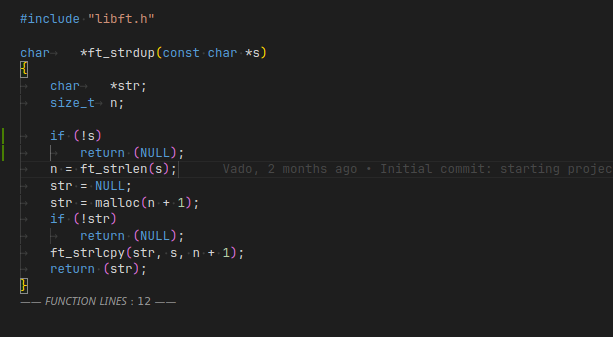 #include "libft.h"
char *ft_strdup(const char *s)
{
char *str;
size_t n;
if (!s)
return (NULL);
n = ft_strlen(s); Vado, 2 months ago • Initial commit: starting projec
str = NULL;
str = malloc(n + 1);
if (!str)
return (NULL);
ft_strlcpy(str, s, n + 1);
return (str);
}
—— FUNCTION LINES : 12 ——